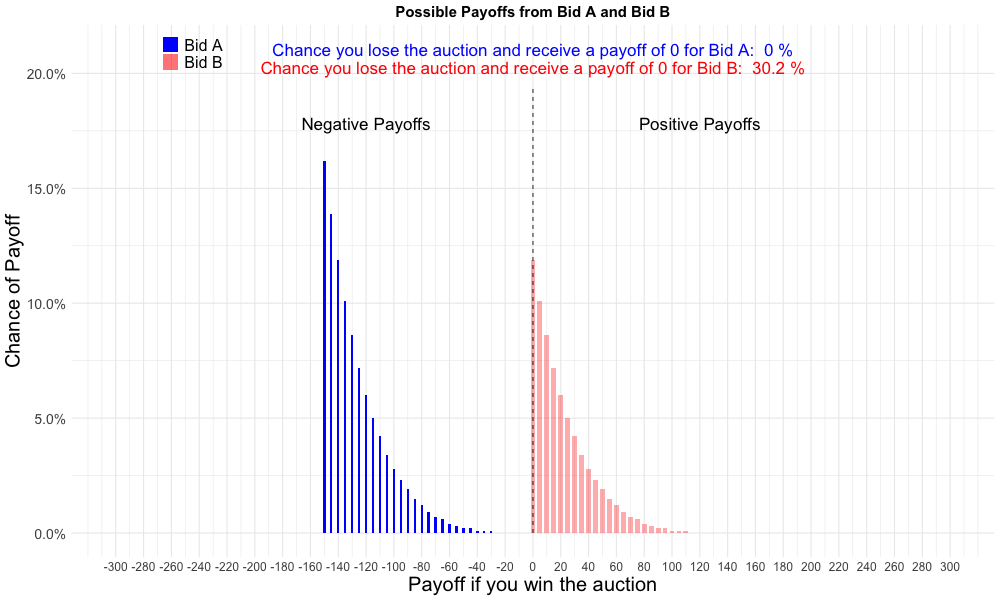 Possible Payoffs from Bid A and Bid B
Bid A
Bid B
Chance you lose the auction and receive a payoff of 0 for Bid A:  0 %
Chance you lose the auction and receive a payoff of 0 for Bid B:  30.2 %
Negative Payoffs
Positive Payoffs
Chance of Payoff
20.0%
15.0%
10.0%
5.0%
0.0%
-300 -280 -260 -240 -220 -200 -180 -160 -140 -120 -100 -80 -60 -40 -20 0 20 40 60 80 100 120 140 160 180 200 220 240 260 280 300
Payoff if you win the auction